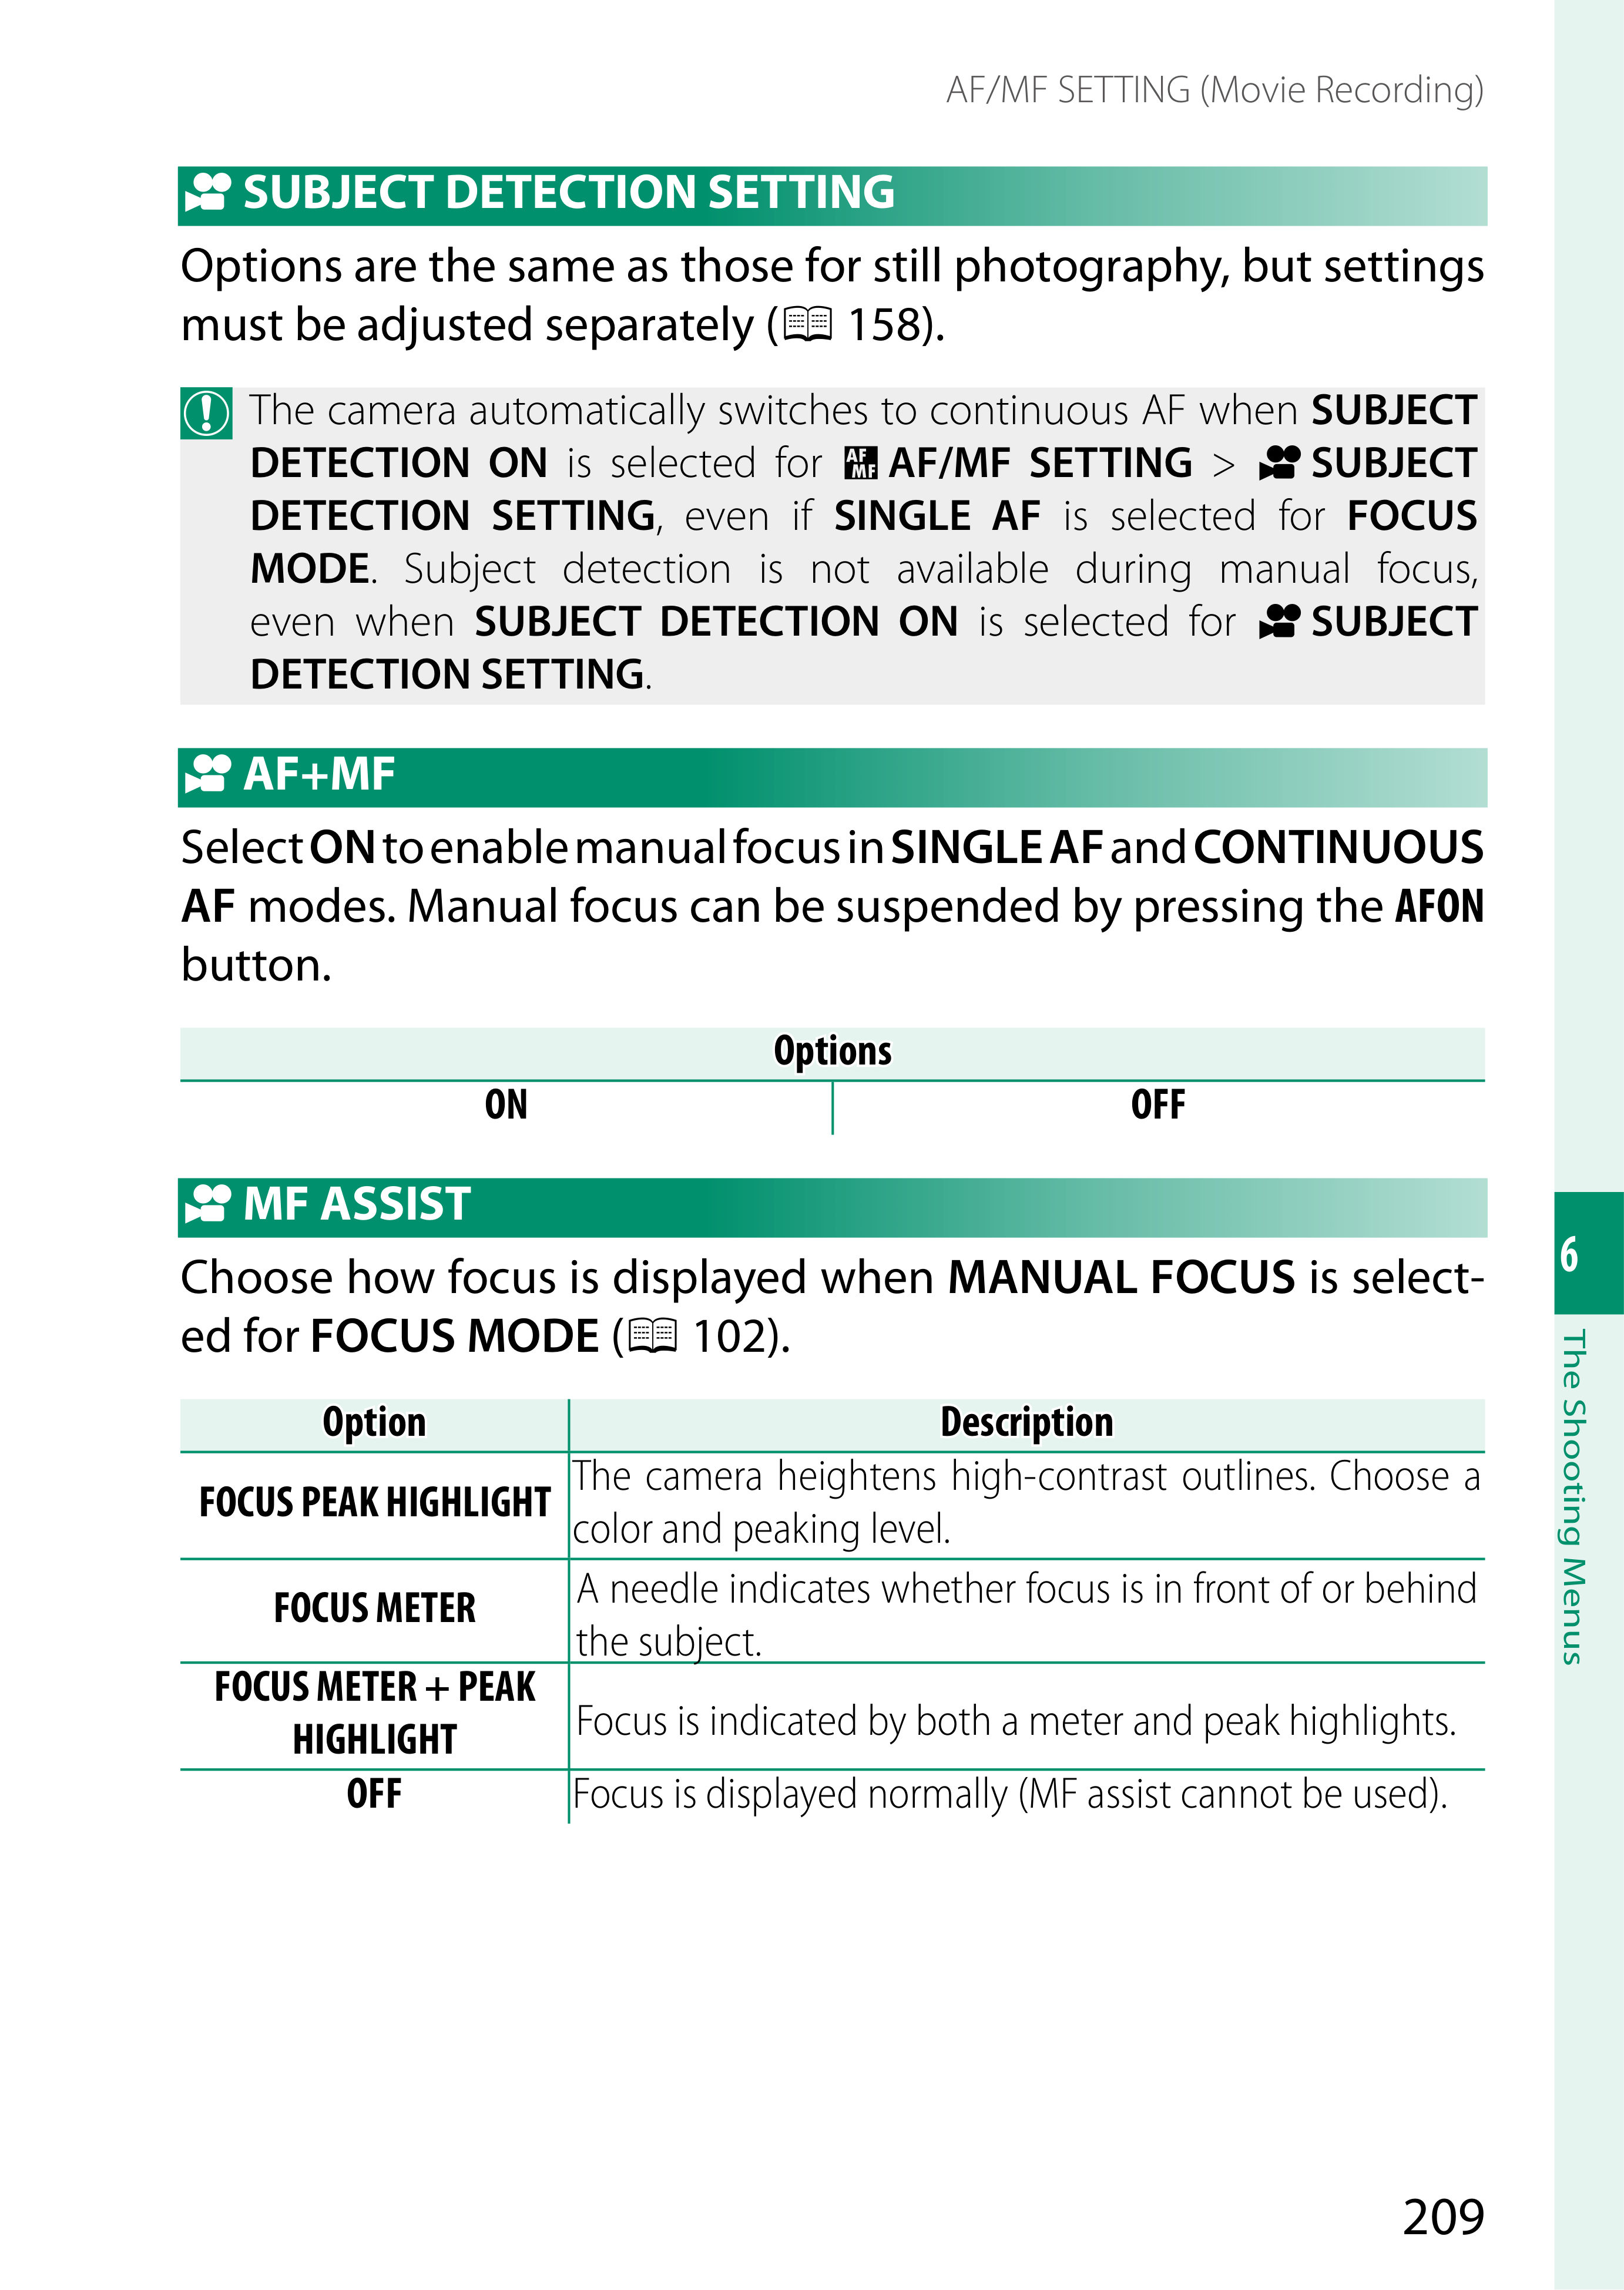 AF/MF SETTING (Movie Recording)
SUBJECT DETECTION SETTING
Options are the same as those for still photography, but settings
must be adjusted separately ( 158).
The camera automatically switches to continuous AF when SUBJECT
DETECTION ON is selected for AF MF AF/MF SETTING > SUBJECT
DETECTION SETTING, even if SINGLE AF is selected for FOCUS
MODE. Subject detection is not available during manual focus,
even when SUBJECT DETECTION ON is selected for SUBJECT
DETECTION SETTING.
AF+MF
Select ON to enable manual focus in SINGLE AF and CONTINUOUS
AF modes. Manual focus can be suspended by pressing the AFON
button.
Options
ON OFF
MF ASSIST
Choose how focus is displayed when MANUAL FOCUS is select-
ed for FOCUS MODE ( 102).
Option Description
FOCUS PEAK HIGHLIGHT
The camera heightens high-contrast outlines. Choose a
color and peaking level.
FOCUS METER
A needle indicates whether focus is in front of or behind
the subject.
FOCUS METER + PEAK
HIGHLIGHT
Focus is indicated by both a meter and peak highlights.
OFF Focus is displayed normally (MF assist cannot be used).
6
The Shooting Menus
209